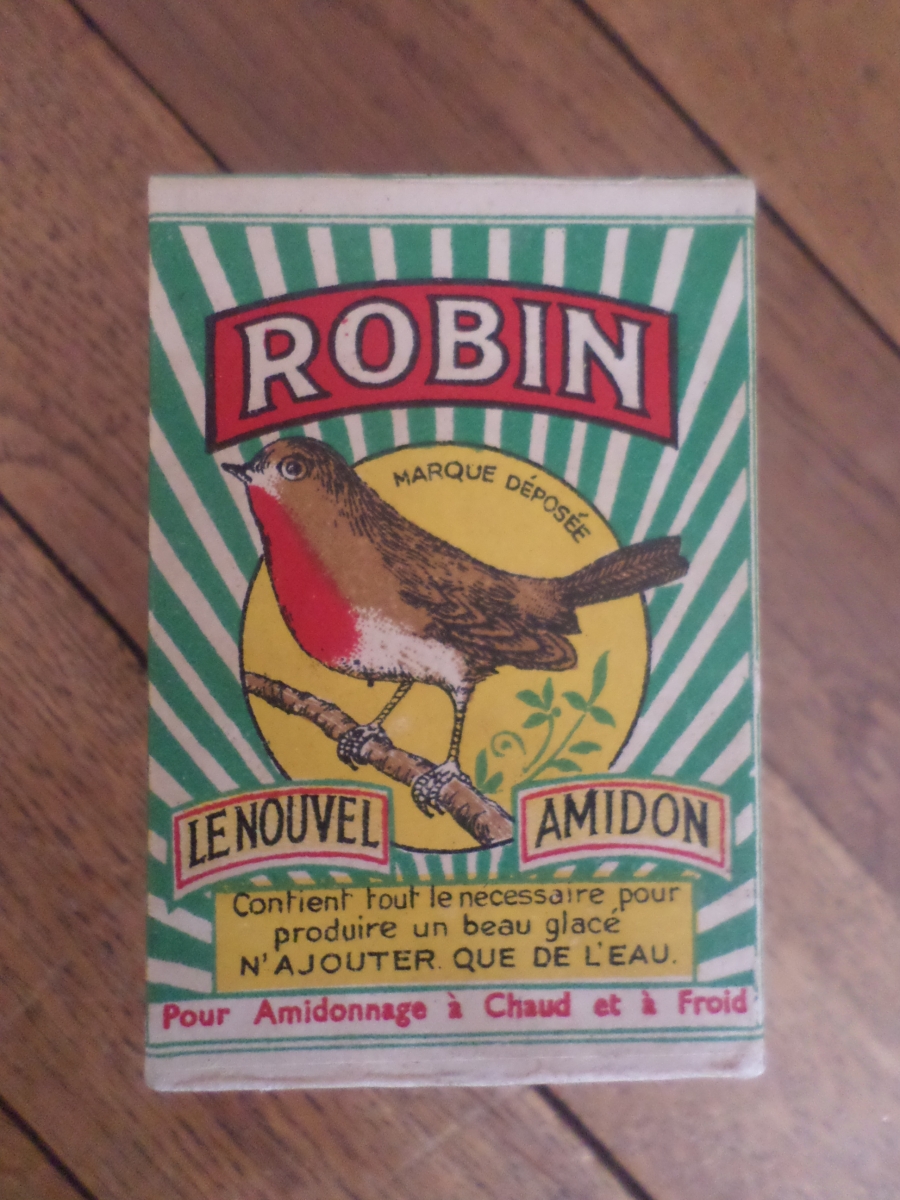 ROBIN
MARQUE DÉPOSÉE
LE NOUVEL AMIDON
Contient tout le nécessaire pour
produire un beau glacé
N'AJOUTER QUE DE L'EAU.
Pour Amidonnage à Chaud et à Froid